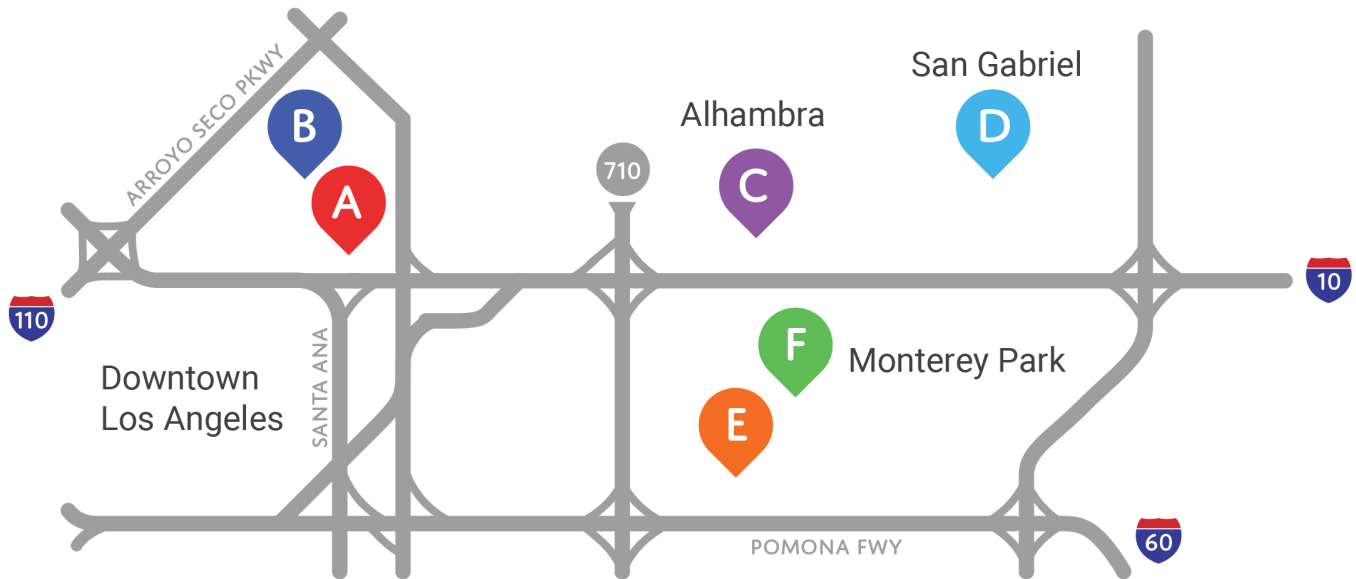 San Gabriel
ARROYO SECO PKWY
B
Alhambra
D
710
C
A
10
110
SANTA ANA
F
Monterey Park
Downtown
Los Angeles
E
POMONA FWY
60